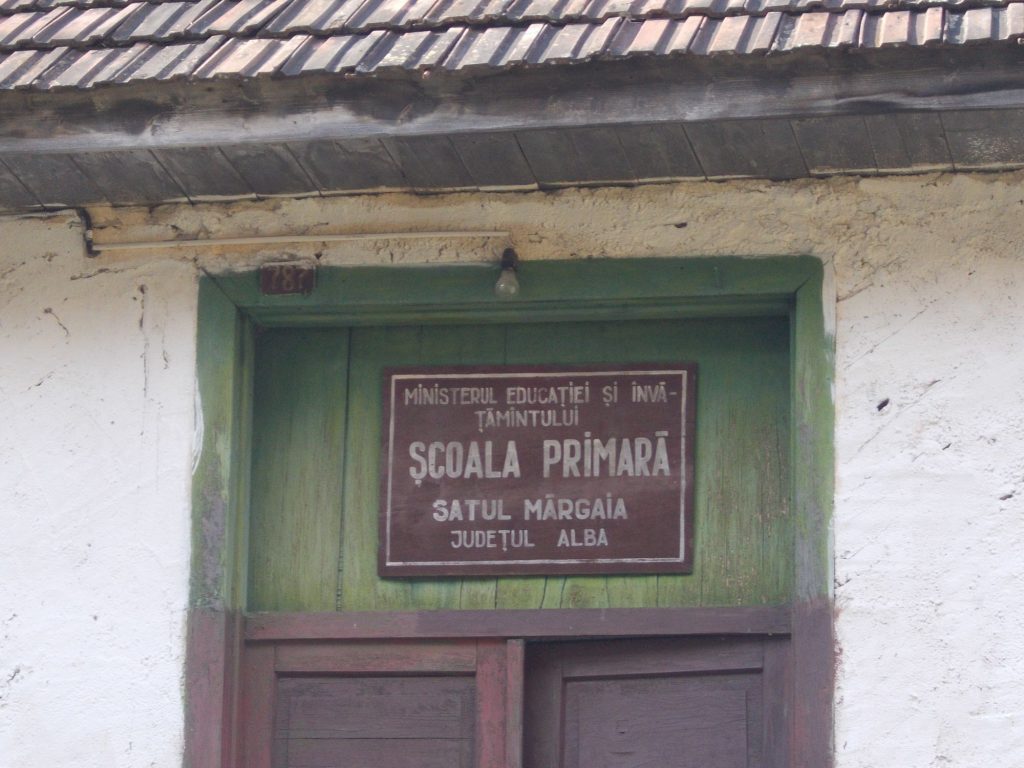 MINISTERUL EDUCAȚIEI ȘI ÎNVĂ-
ȚĂMÎNTULUI
ȘCOALA PRIMARĂ
SATUL MĂRGAIA
JUDEȚUL ALBA